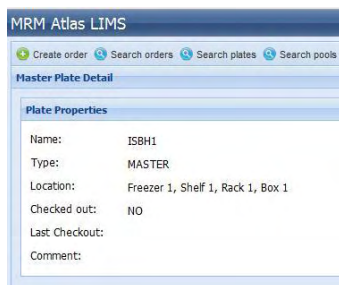 MRM Atlas LIMS
Create order Search orders Search plates Search pools
Master Plate Detail
Plate Properties
Name: ISBH1
Type: MASTER
Location: Freezer 1, Shelf 1, Rack 1, Box 1
Checked out: NO
Last Checkout:
Comment: